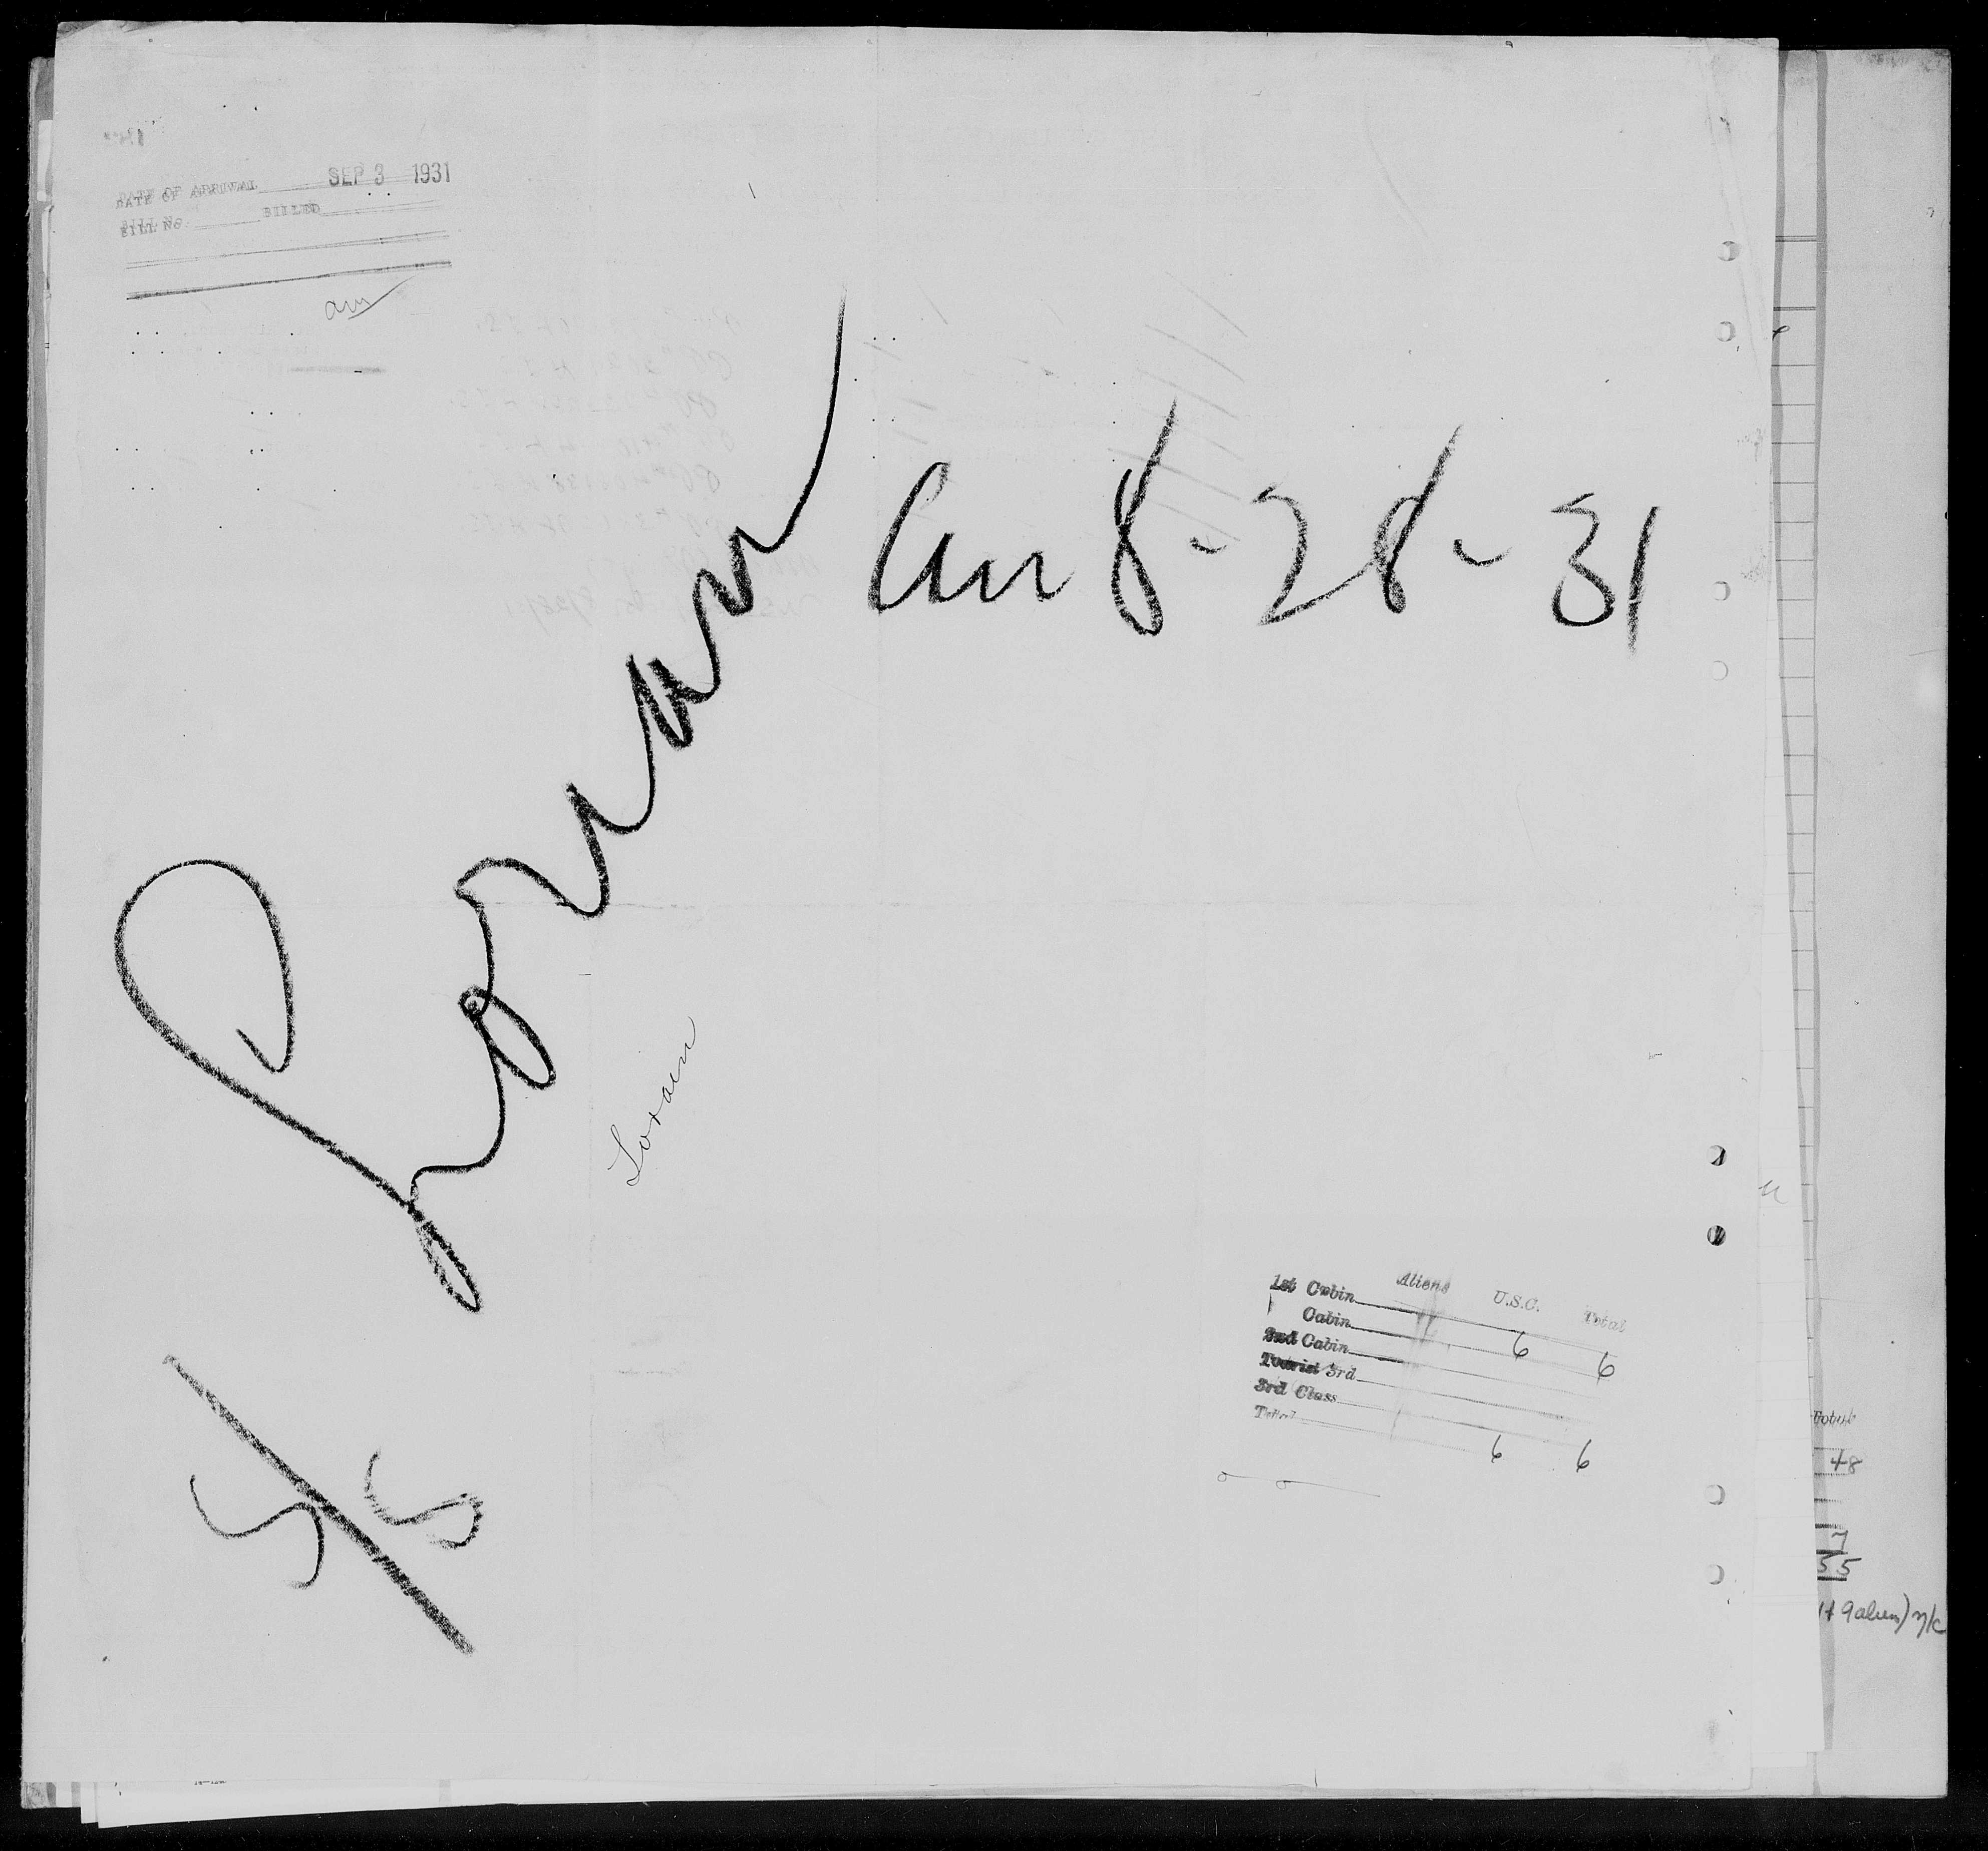 DATE OF ARRIVAL SEP 3 1931
BILL NO. BILLED
am
S/S Lorain
Arr 8-28-31
Lorain
Aliens U.S.C. Total
1st Cabin
Cabin 6 6
2nd Cabin
Tourist 3rd
3rd Class
Total 6 6
Total
48
7
55